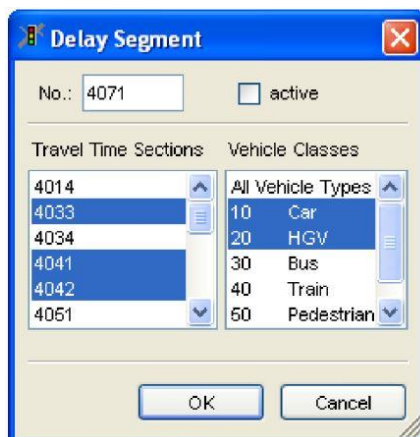 Delay Segment
No.: 4071 active
Travel Time Sections Vehicle Classes
4014 All Vehicle Types
4033 10 Car
4034 20 HGV
4041 30 Bus
4042 40 Train
4051 50 Pedestrian
OK Cancel